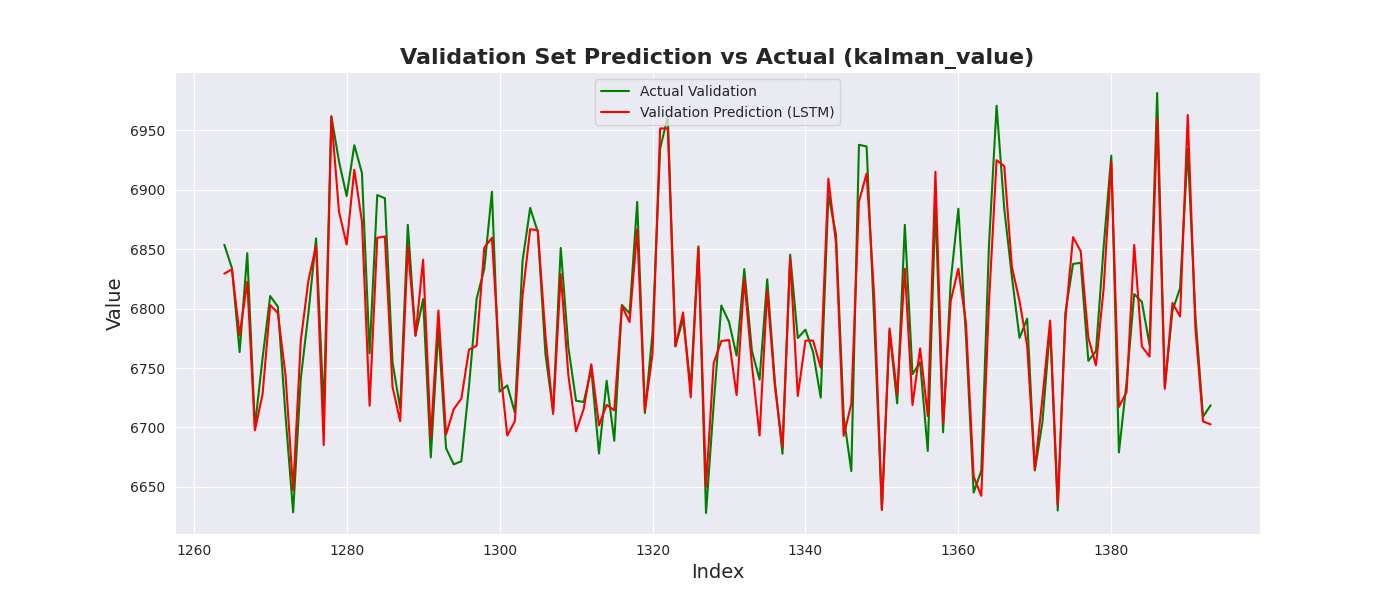 Validation Set Prediction vs Actual (kalman_value)
Actual Validation
Validation Prediction (LSTM)
6950
6900
6850
6800
6750
6700
6650
Value
1260 1280 1300 1320 1340 1360 1380
Index